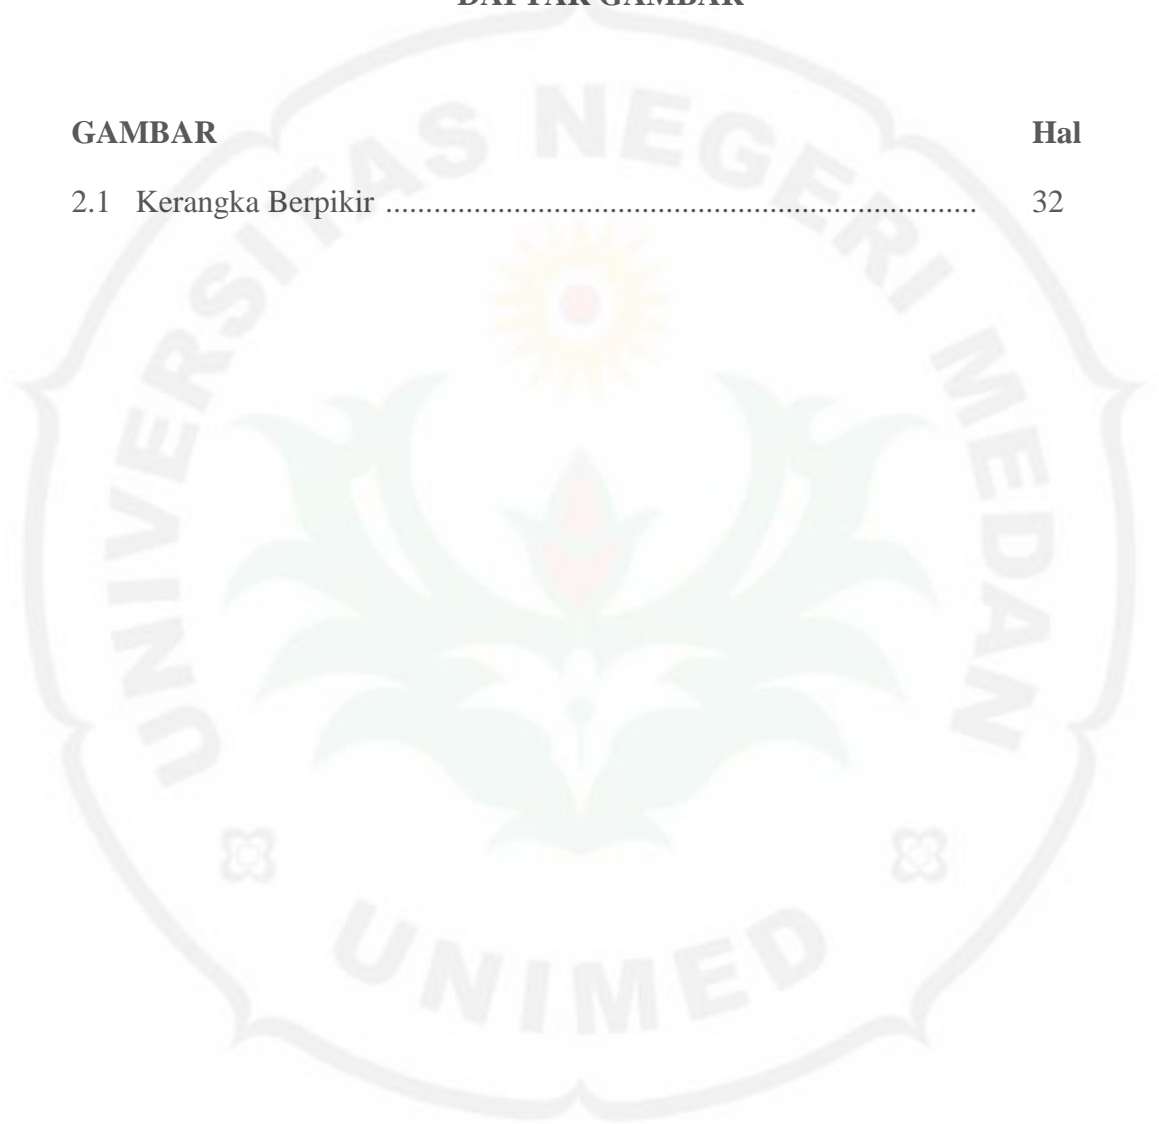 DAFTAR GAMBAR
GAMBAR Hal
2.1 Kerangka Berpikir .......................................................................... 32
UNIVERSITAS NEGERI MEDAN
UNIMED